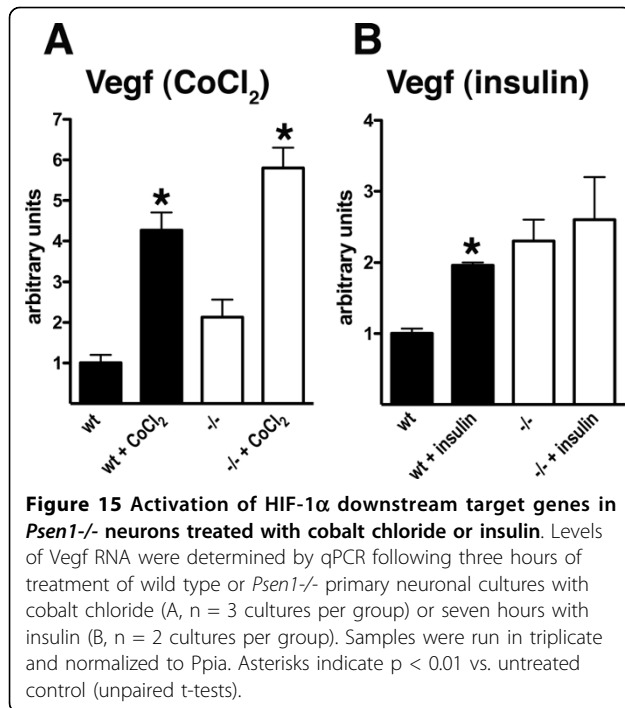 A B
Vegf (CoCl2) Vegf (insulin)
7
6
5
4
3
2
1
arbitrary units
*
*
wt
wt + CoCl2
-/-
-/- + CoCl2
4
3
2
1
arbitrary units
*
wt
wt + insulin
-/-
-/- + insulin
Figure 15 Activation of HIF-1α downstream target genes in
Psen1-/- neurons treated with cobalt chloride or insulin. Levels
of Vegf RNA were determined by qPCR following three hours of
treatment of wild type or Psen1-/- primary neuronal cultures with
cobalt chloride (A, n = 3 cultures per group) or seven hours with
insulin (B, n = 2 cultures per group). Samples were run in triplicate
and normalized to Ppia. Asterisks indicate p < 0.01 vs. untreated
control (unpaired t-tests).